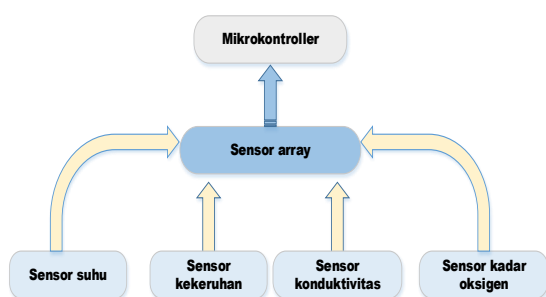 Mikrokontroller
Sensor array
Sensor suhu
Sensor
kekeruhan
Sensor
konduktivitas
Sensor kadar
oksigen